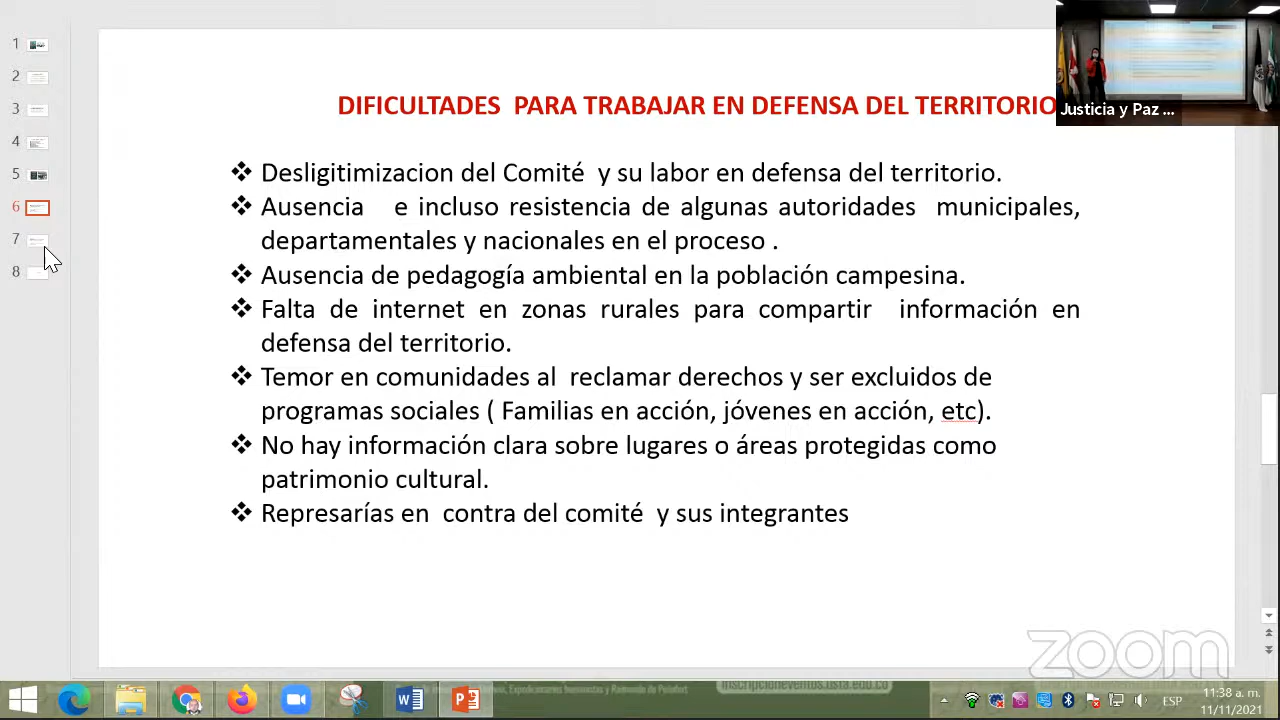 1
2
3
4
5
6
7
8
DIFICULTADES PARA TRABAJAR EN DEFENSA DEL TERRITORIO
Justicia y Paz ...
❖ Desligitimizacion del Comité y su labor en defensa del territorio.
❖ Ausencia e incluso resistencia de algunas autoridades municipales,
departamentales y nacionales en el proceso .
❖ Ausencia de pedagogía ambiental en la población campesina.
❖ Falta de internet en zonas rurales para compartir información en
defensa del territorio.
❖ Temor en comunidades al reclamar derechos y ser excluidos de
programas sociales ( Familias en acción, jóvenes en acción, etc).
❖ No hay información clara sobre lugares o áreas protegidas como
patrimonio cultural.
❖ Represarías en contra del comité y sus integrantes
zoom
inscripcioneventos.usta.edu.co
ESP
11:38 a. m.
11/11/2021